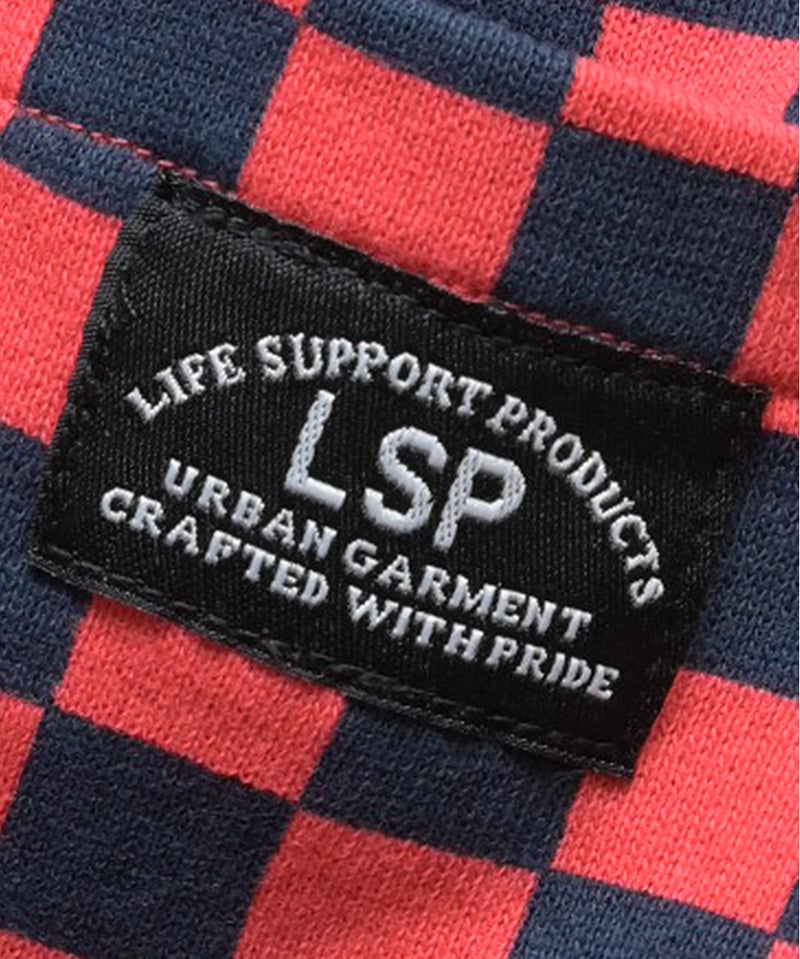 LIFE SUPPORT PRODUCTS
LSP
URBAN GARMENT
CRAFTED WITH PRIDE